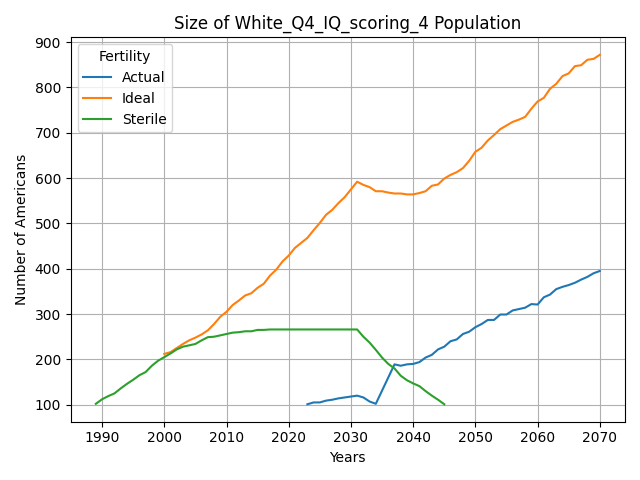 Size of White_Q4_IQ_scoring_4 Population
Fertility
Actual
Ideal
Sterile
Number of Americans
900
800
700
600
500
400
300
200
100
1990 2000 2010 2020 2030 2040 2050 2060 2070
Years